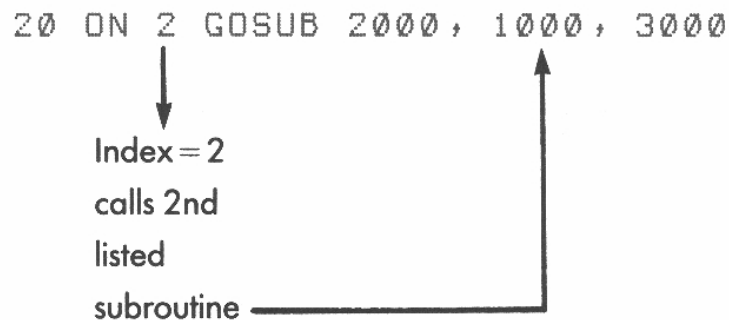 20 ON 2 GOSUB 2000, 1000, 3000
Index = 2
calls 2nd
listed
subroutine